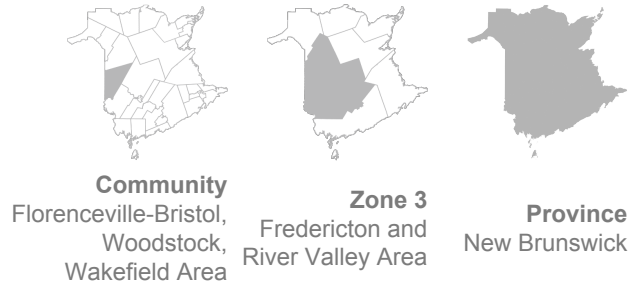 Community
Florenceville-Bristol,
Woodstock,
Wakefield Area
Zone 3
Fredericton and
River Valley Area
Province
New Brunswick